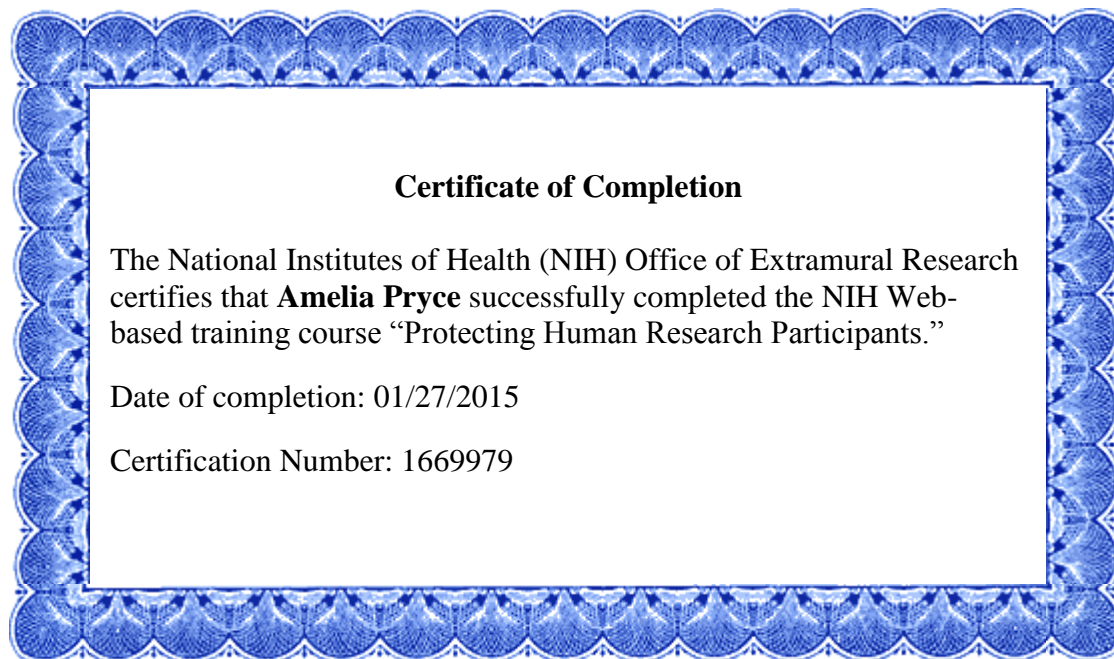 Certificate of Completion
The National Institutes of Health (NIH) Office of Extramural Research
certifies that Amelia Pryce successfully completed the NIH Web-
based training course “Protecting Human Research Participants.”
Date of completion: 01/27/2015
Certification Number: 1669979